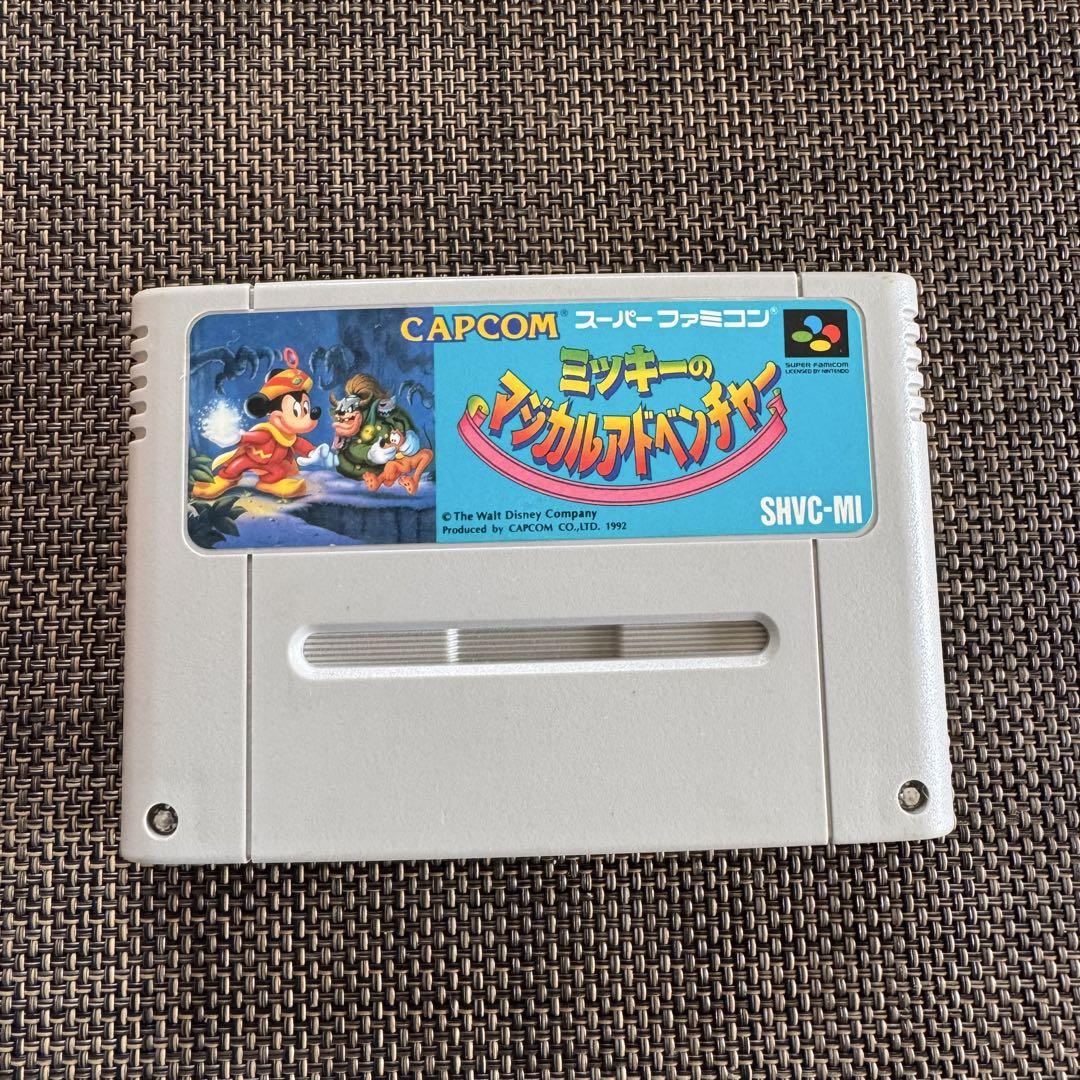 CAPCOM® スーパーファミコン®
ミッキーの
マジカルアドベンチャー
SUPER FAMICOM
LICENSED BY NINTENDO
© The Walt Disney Company
Produced by CAPCOM CO.,LTD. 1992
SHVC-MI